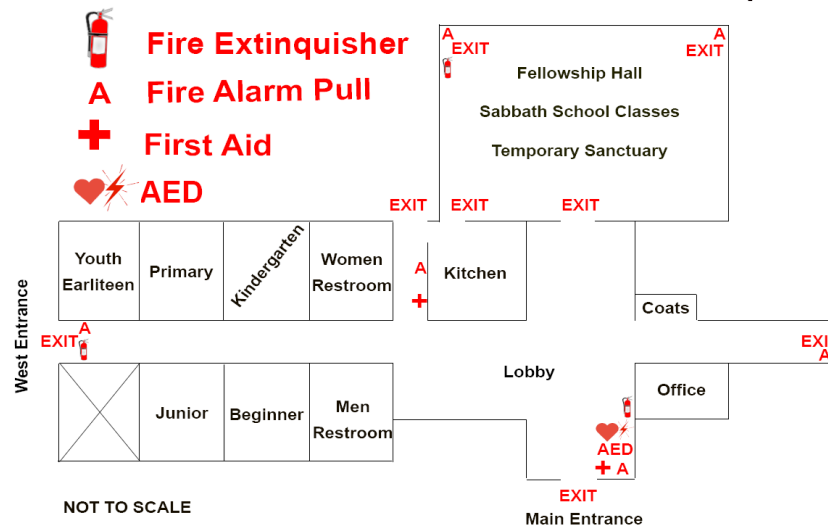 Fire Extinquisher
A Fire Alarm Pull
First Aid
AED
A
EXIT
A
EXIT
Fellowship Hall
Sabbath School Classes
Temporary Sanctuary
EXIT
EXIT
EXIT
Youth
Earliteen
Primary
Kindergarten
Women
Restroom
A
Kitchen
Coats
West Entrance
A
EXIT
EXI
A
Lobby
Junior
Beginner
Men
Restroom
Office
AED
A
EXIT
Main Entrance
NOT TO SCALE